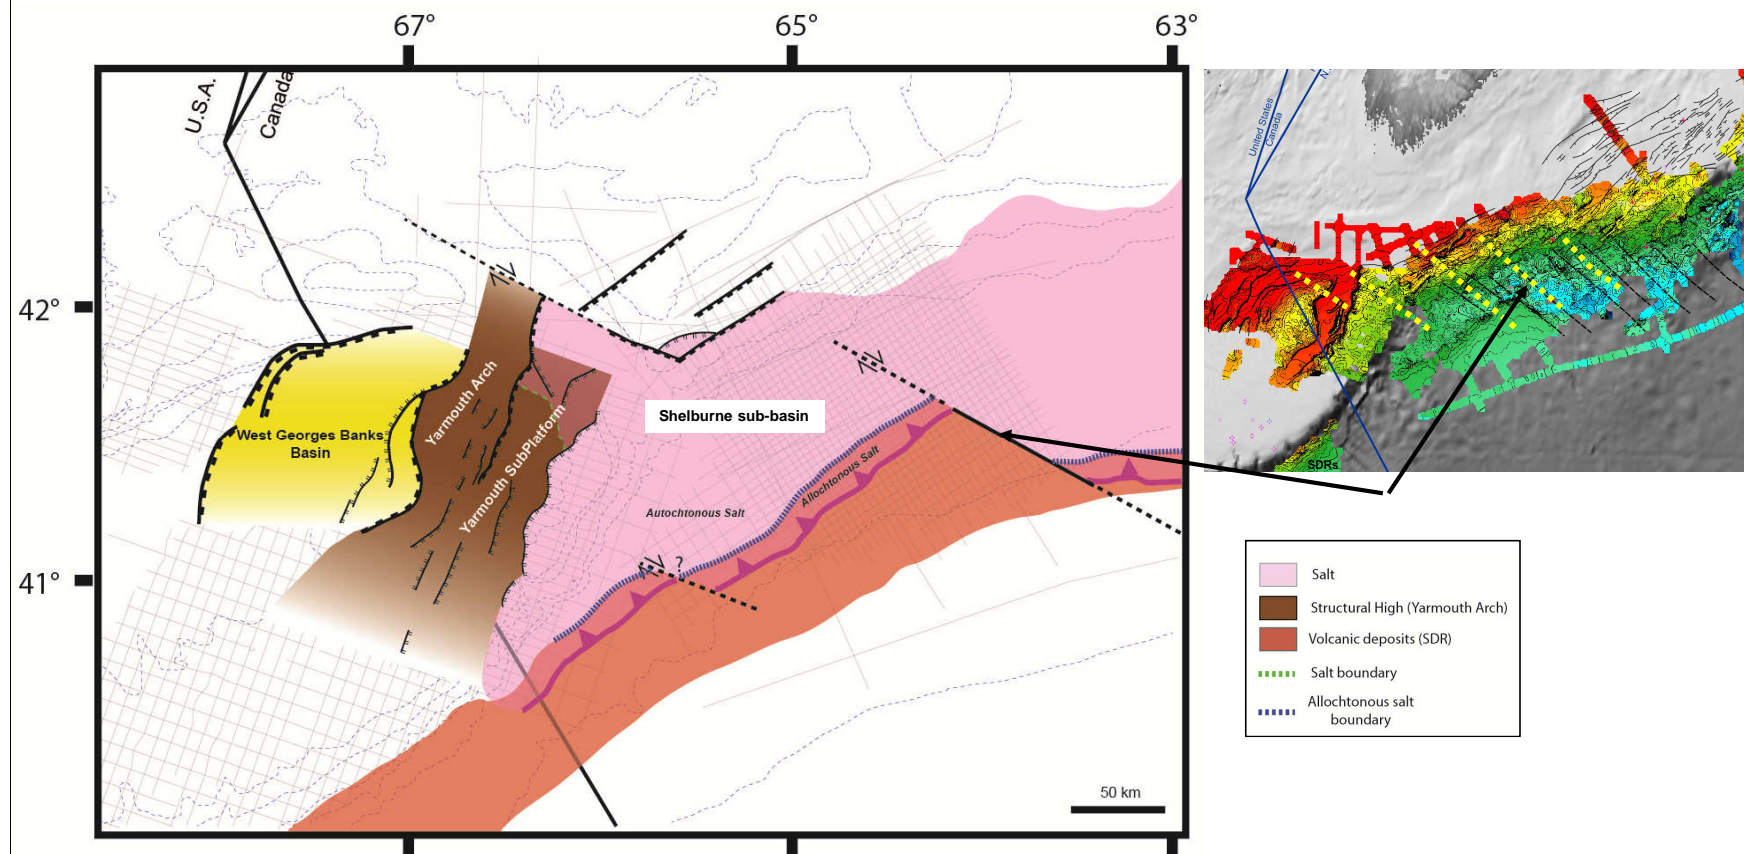 67°
65°
63°
U.S.A.
Canada
42°
41°
Yarmouth Arch
West Georges Banks
Basin
Yarmouth SubPlatform
Shelburne sub-basin
Autochtonous Salt
Allochtonous Salt
?
50 km
United States
Canada
N
SDRs
Salt
Structural High (Yarmouth Arch)
Volcanic deposits (SDR)
Salt boundary
Allochtonous salt
boundary